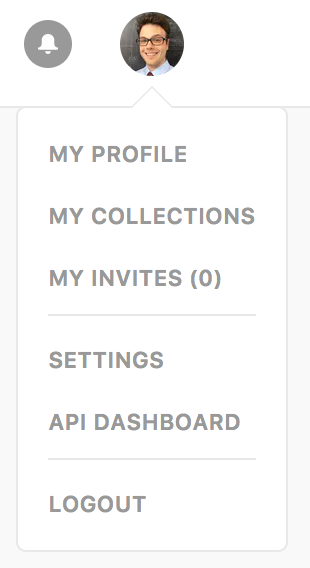 MY PROFILE
MY COLLECTIONS
MY INVITES (0)
SETTINGS
API DASHBOARD
LOGOUT